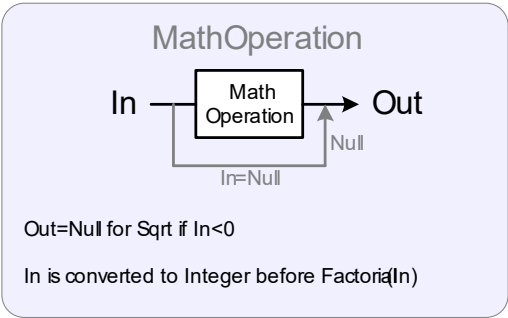 MathOperation
In
Math
Operation
Out
Null
In=Null
Out=Null for Sqrt if In<0
In is converted to Integer before Factorial(In)